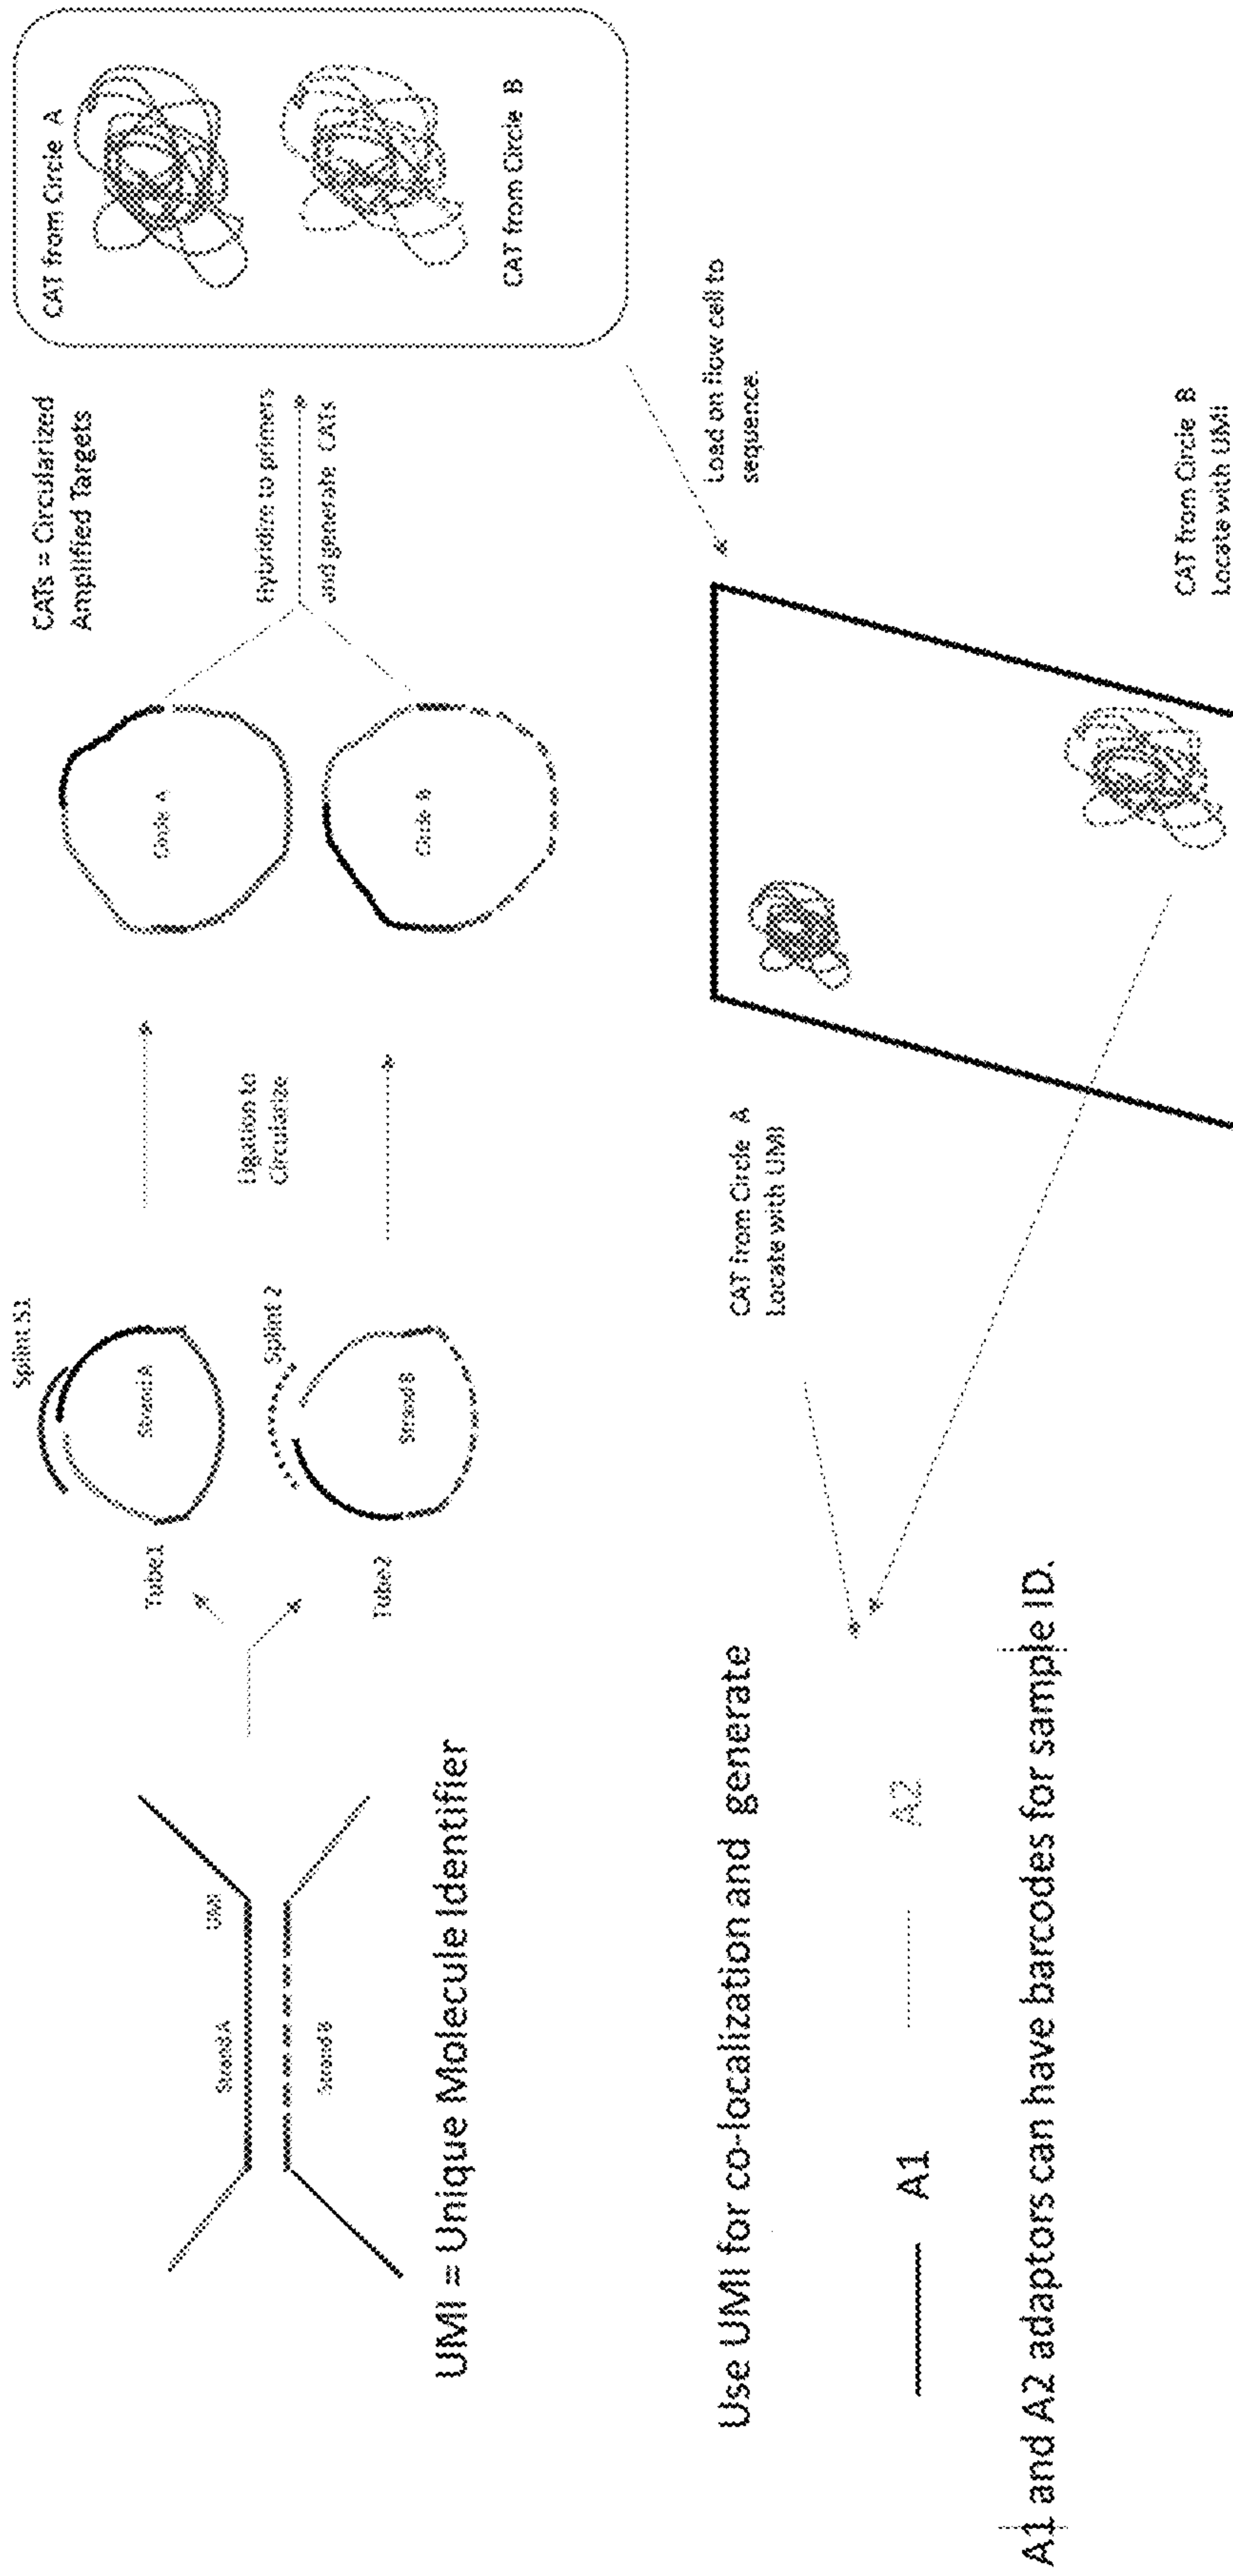 Strand A
UMI
Strand B
UMI = Unique Molecule Identifier
Tube1
Splint S1
Strand A
Tube2
Splint 2
Strand B
Ligation to
Circularize
Circle A
Circle B
CATs = Circularized
Amplified Targets
Hybridize to primers
and generate CATs
CAT from Circle A
CAT from Circle B
Load on flow cell to
sequence.
CAT from Circle A
Locate with UMI
CAT from Circle B
Locate with UMI
Use UMI for co-localization and generate
A1
A2
A1 and A2 adaptors can have barcodes for sample ID.